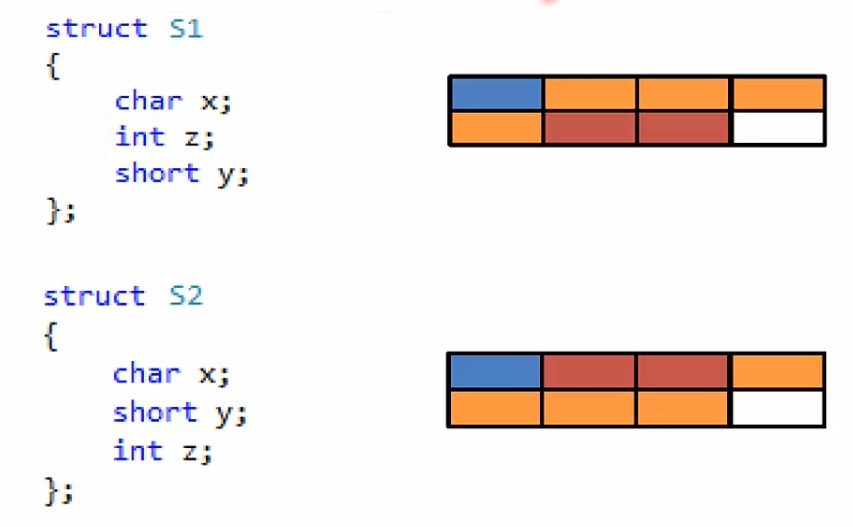 struct S1
{
char x;
int z;
short y;
};
struct S2
{
char x;
short y;
int z;
};